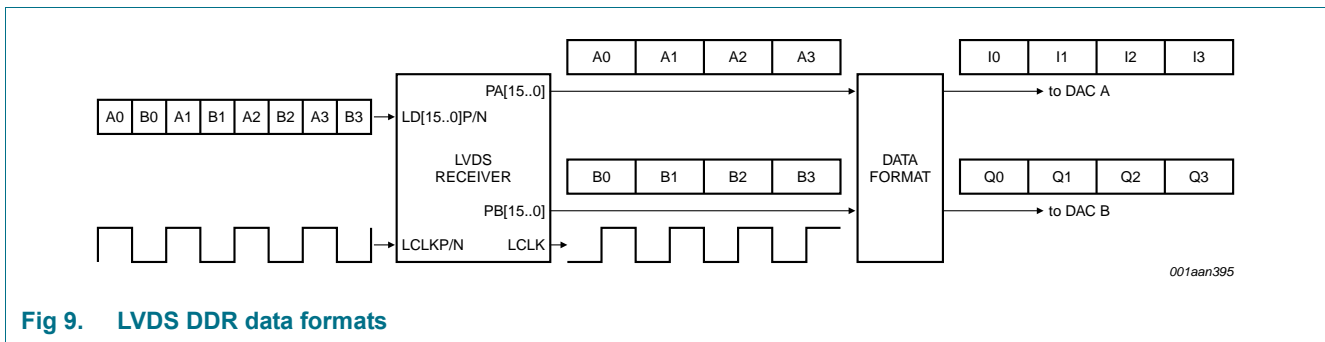 A0 A1 A2 A3 I0 I1 I2 I3
PA[15..0] to DAC A
A0 B0 A1 B1 A2 B2 A3 B3 LD[15..0]P/N
LVDS DATA
RECEIVER FORMAT
B0 B1 B2 B3 Q0 Q1 Q2 Q3
PB[15..0] to DAC B
LCLKP/N LCLK
001aan395
Fig 9. LVDS DDR data formats